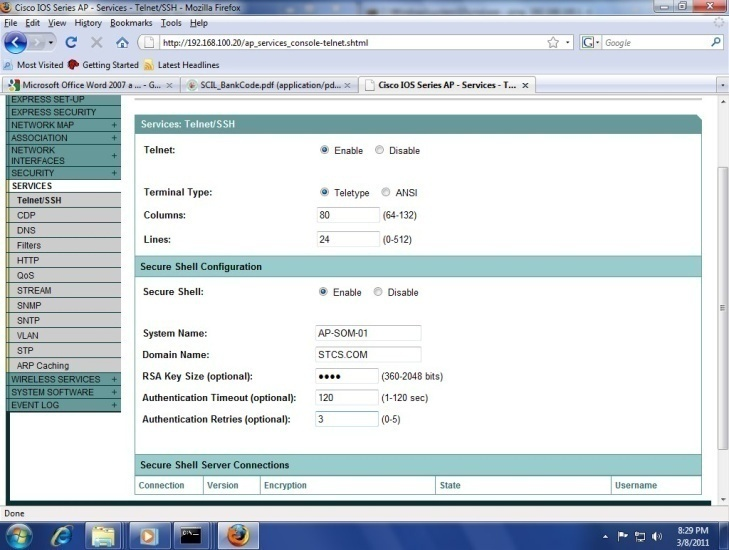 Cisco IOS Series AP - Services - Telnet/SSH - Mozilla Firefox
File Edit View History Bookmarks Tools Help
http://192.168.100.20/ap_services_console-telnet.shtml
Google
Most Visited Getting Started Latest Headlines
Microsoft Office Word 2007 a ... - G... SCIL_BankCode.pdf (application/pd... Cisco IOS Series AP - Services - T...
EXPRESS SET-UP
EXPRESS SECURITY
NETWORK MAP +
ASSOCIATION +
NETWORK
INTERFACES +
SECURITY +
SERVICES
Telnet/SSH
CDP
DNS
Filters
HTTP
QoS
STREAM
SNMP
SNTP
VLAN
STP
ARP Caching
WIRELESS SERVICES +
SYSTEM SOFTWARE +
EVENT LOG +
Services: Telnet/SSH
Telnet: Enable Disable
Terminal Type: Teletype ANSI
Columns: 80 (64-132)
Lines: 24 (0-512)
Secure Shell Configuration
Secure Shell: Enable Disable
System Name: AP-SOM-01
Domain Name: STCS.COM
RSA Key Size (optional): •••• (360-2048 bits)
Authentication Timeout (optional): 120 (1-120 sec)
Authentication Retries (optional): 3 (0-5)
Secure Shell Server Connections
Connection Version Encryption State Username
Done
8:29 PM
3/8/2011